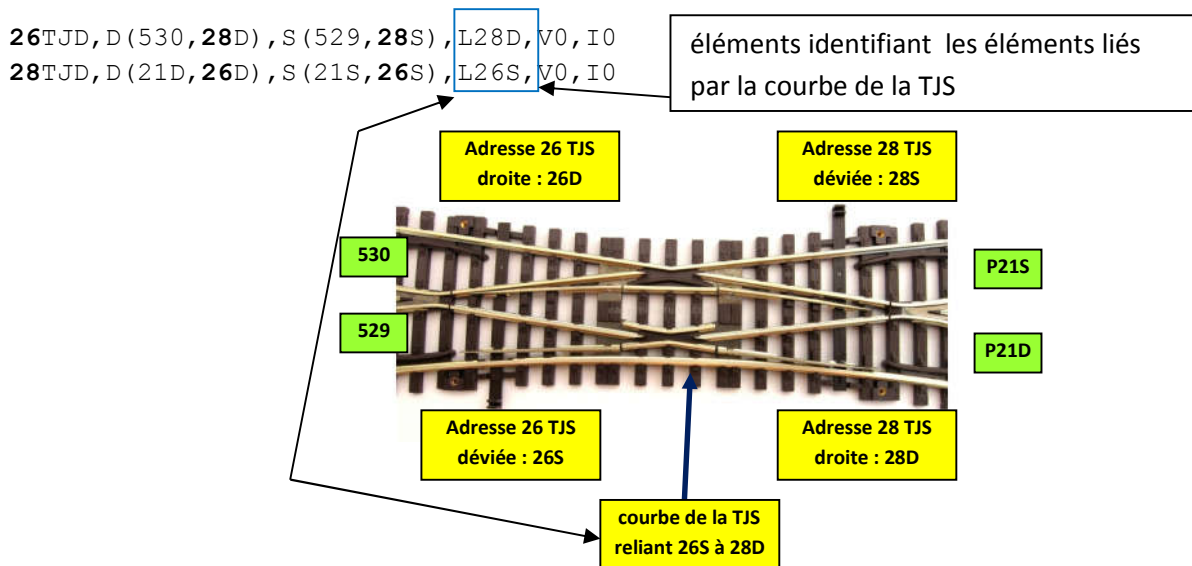 26TJD,D(530,28D),S(529,28S),L28D,V0,I0
28TJD,D(21D,26D),S(21S,26S),L26S,V0,I0
éléments identifiant les éléments liés
par la courbe de la TJS
Adresse 26 TJS
droite : 26D
Adresse 28 TJS
déviée : 28S
530
P21S
529
P21D
Adresse 26 TJS
déviée : 26S
Adresse 28 TJS
droite : 28D
courbe de la TJS
reliant 26S à 28D